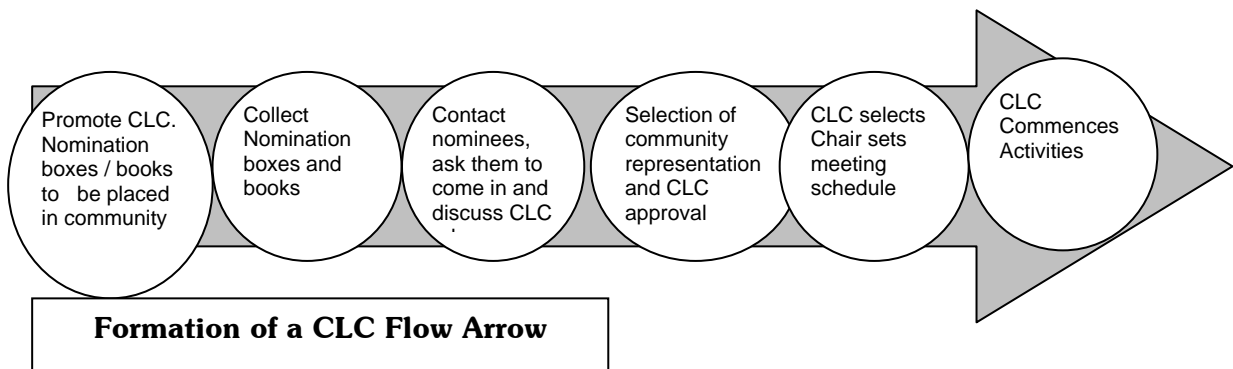 Promote CLC.
Nomination
boxes / books
to be placed
in community
Collect
Nomination
boxes and
books
Contact
nominees,
ask them to
come in and
discuss CLC
Selection of
community
representation
and CLC
approval
CLC selects
Chair sets
meeting
schedule
CLC
Commences
Activities
Formation of a CLC Flow Arrow